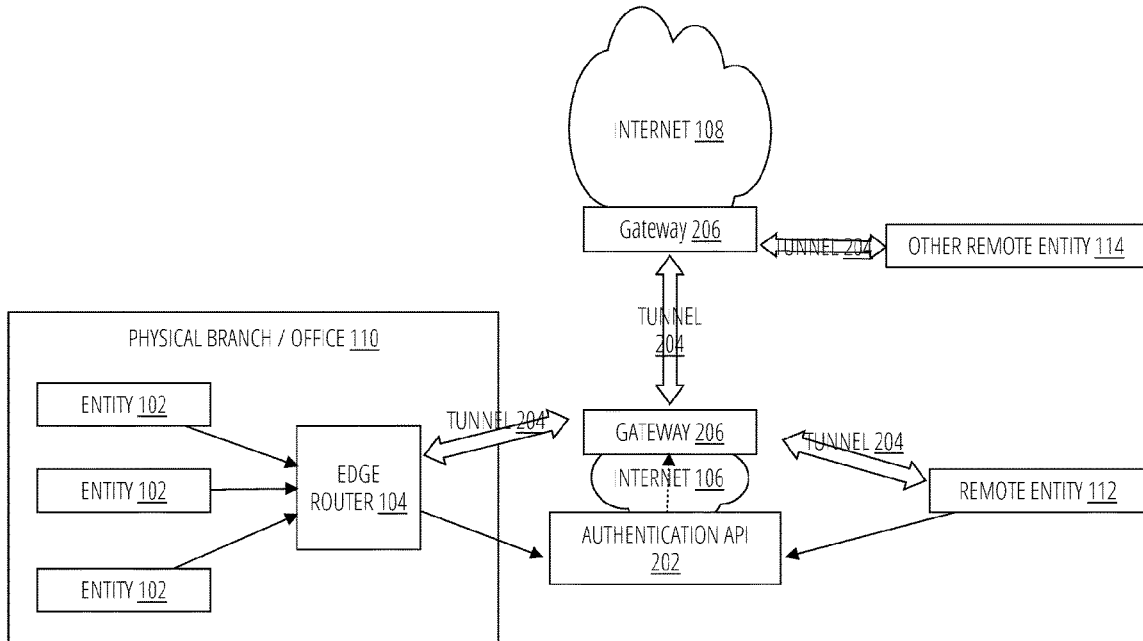 INTERNET 108
Gateway 206
TUNNEL 204
OTHER REMOTE ENTITY 114
TUNNEL
204
PHYSICAL BRANCH / OFFICE 110
ENTITY 102
ENTITY 102
ENTITY 102
EDGE
ROUTER 104
TUNNEL 204
GATEWAY 206
INTERNET 106
AUTHENTICATION API
202
TUNNEL 204
REMOTE ENTITY 112